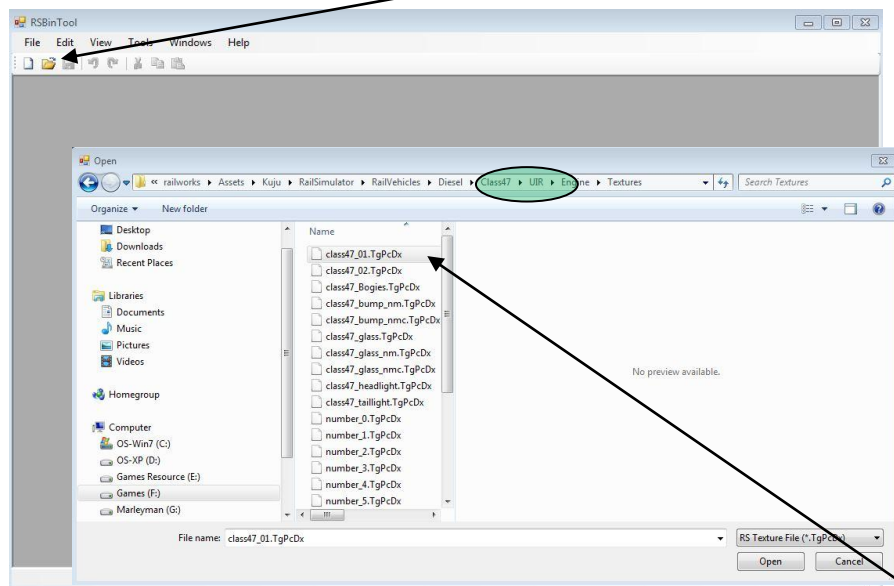 RSBinTool
File Edit View Tools Windows Help
Open
« railworks Assets Kuju RailSimulator RailVehicles Diesel Class47 UIR Engine Textures
Search Textures
Organize New folder
Desktop
Downloads
Recent Places
Libraries
Documents
Music
Pictures
Videos
Homegroup
Computer
OS-Win7 (C:)
OS-XP (D:)
Games Resource (E:)
Games (F:)
Marleyman (G:)
Name
class47_01.TgPcDx
class47_02.TgPcDx
class47_Bogies.TgPcDx
class47_bump_nm.TgPcDx
class47_bump_nmc.TgPcDx
class47_glass.TgPcDx
class47_glass_nm.TgPcDx
class47_glass_nmc.TgPcDx
class47_headlight.TgPcDx
class47_taillight.TgPcDx
number_0.TgPcDx
number_1.TgPcDx
number_2.TgPcDx
number_3.TgPcDx
number_4.TgPcDx
number_5.TgPcDx
No preview available.
File name: class47_01.TgPcDx
RS Texture File (*.TgPcDx)
Open Cancel